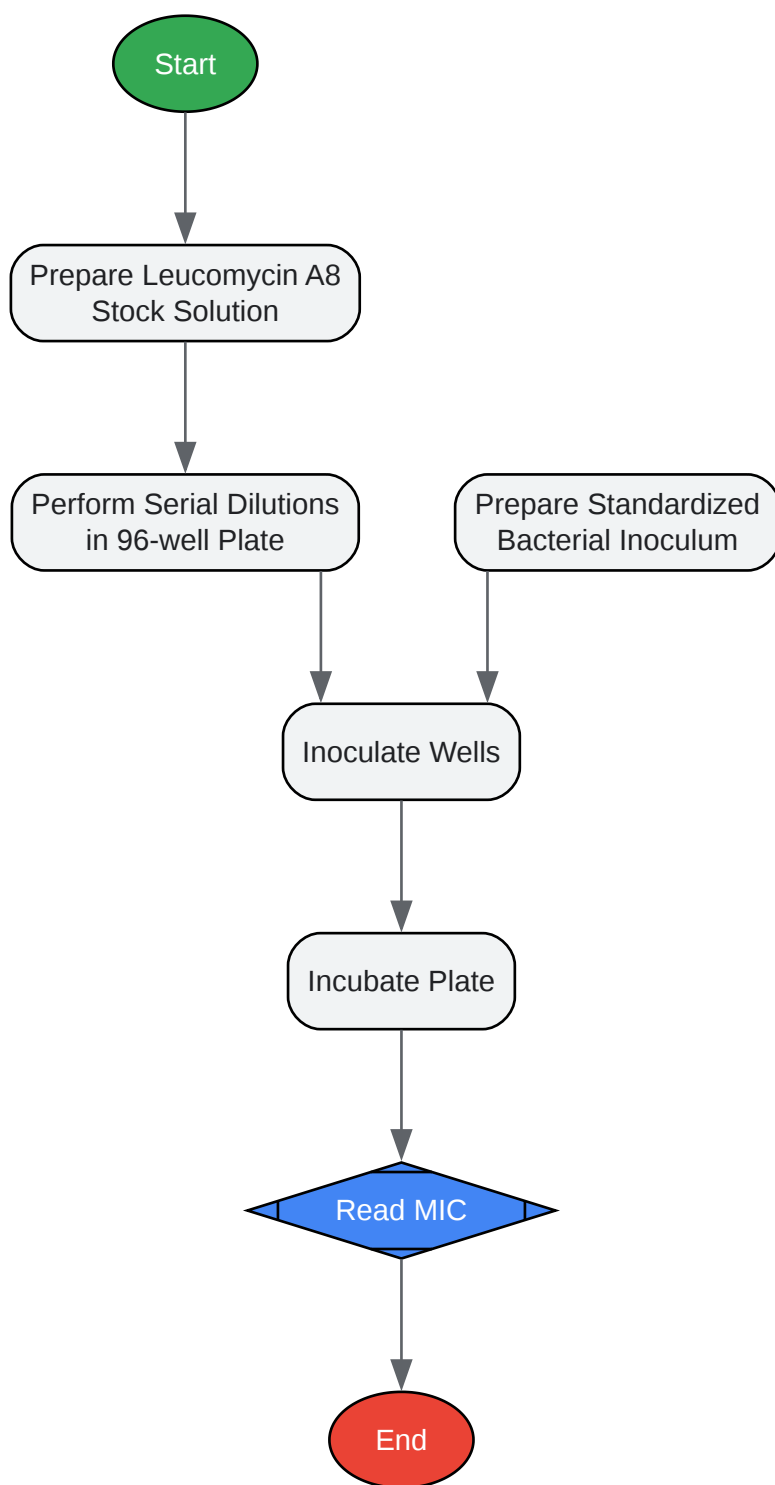 Start
Prepare Leucomycin A8
Stock Solution
Perform Serial Dilutions
in 96-well Plate
Prepare Standardized
Bacterial Inoculum
Inoculate Wells
Incubate Plate
Read MIC
End